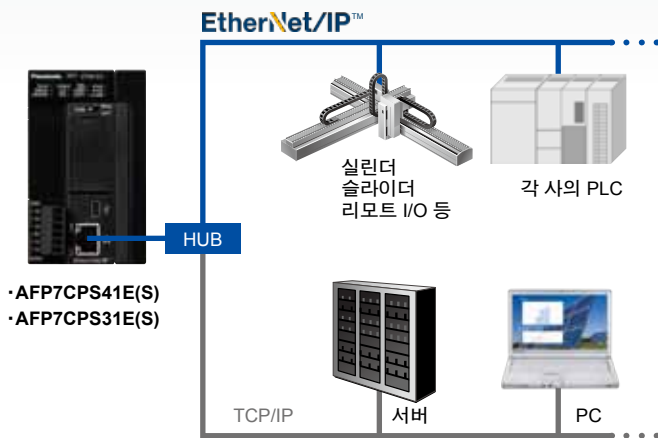 EtherNet/IP™
Panasonic
실린더
슬라이더
리모트 I/O 등
각 사의 PLC
HUB
·AFP7CPS41E(S)
·AFP7CPS31E(S)
TCP/IP
서버
PC